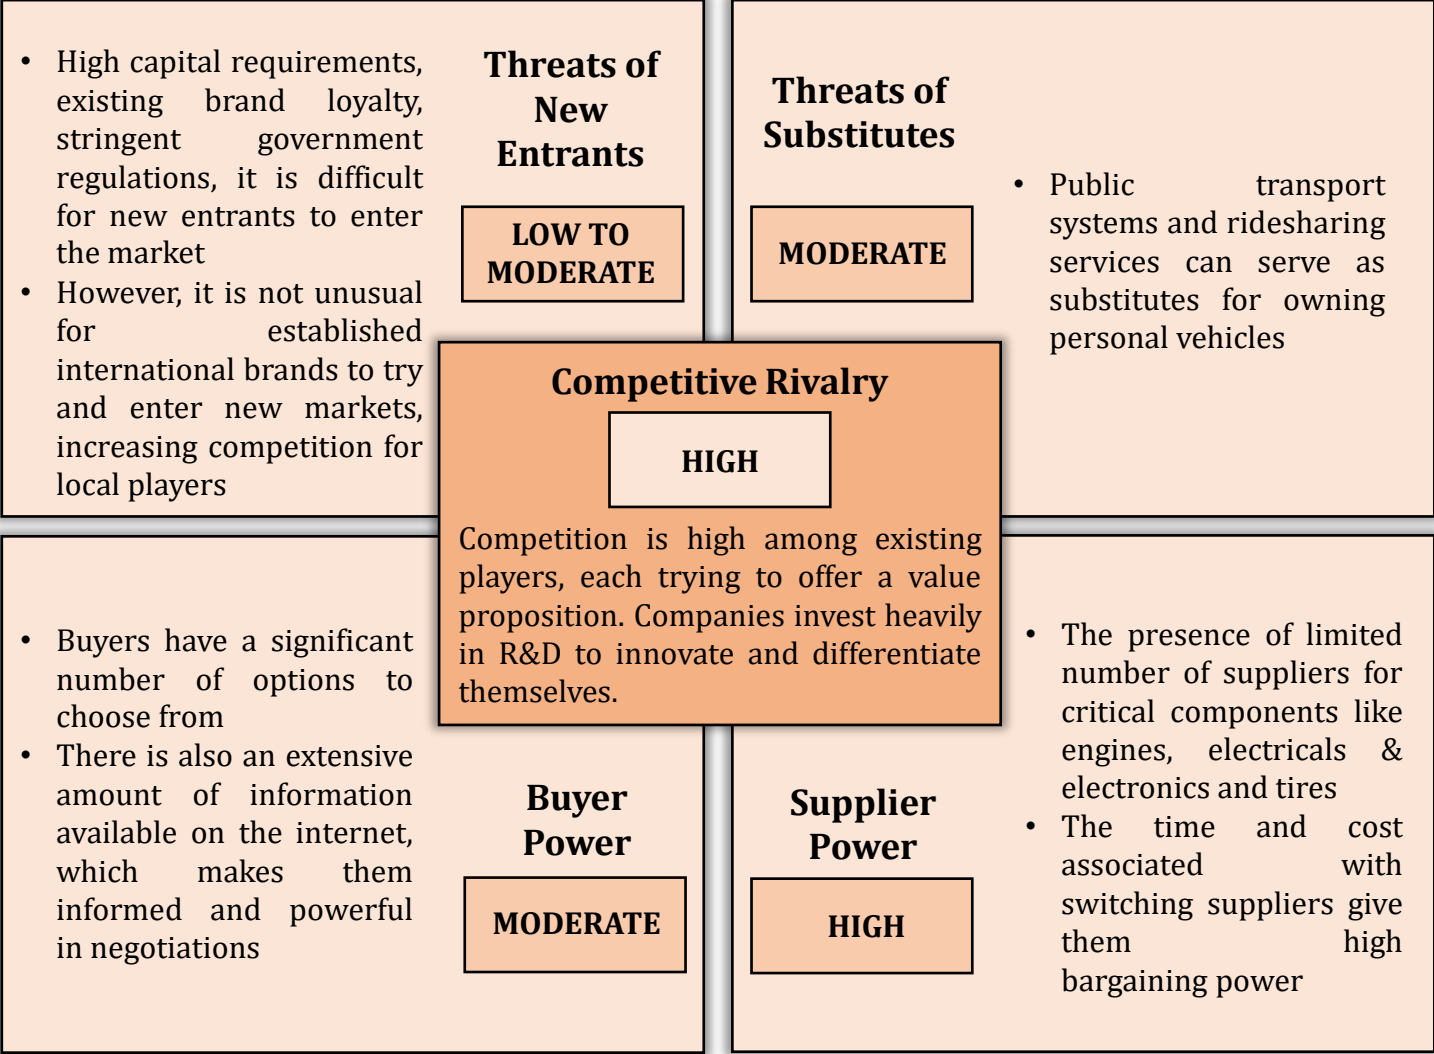 • High capital requirements,
existing brand loyalty,
stringent government
regulations, it is difficult
for new entrants to enter
the market
• However, it is not unusual
for established
international brands to try
and enter new markets,
increasing competition for
local players
Threats of
New
Entrants
LOW TO
MODERATE
Threats of
Substitutes
MODERATE
• Public transport
systems and ridesharing
services can serve as
substitutes for owning
personal vehicles
Competitive Rivalry
HIGH
Competition is high among existing
players, each trying to offer a value
proposition. Companies invest heavily
in R&D to innovate and differentiate
themselves.
• Buyers have a significant
number of options to
choose from
• There is also an extensive
amount of information
available on the internet,
which makes them
informed and powerful
in negotiations
Buyer
Power
MODERATE
Supplier
Power
HIGH
• The presence of limited
number of suppliers for
critical components like
engines, electricals &
electronics and tires
• The time and cost
associated with
switching suppliers give
them high
bargaining power